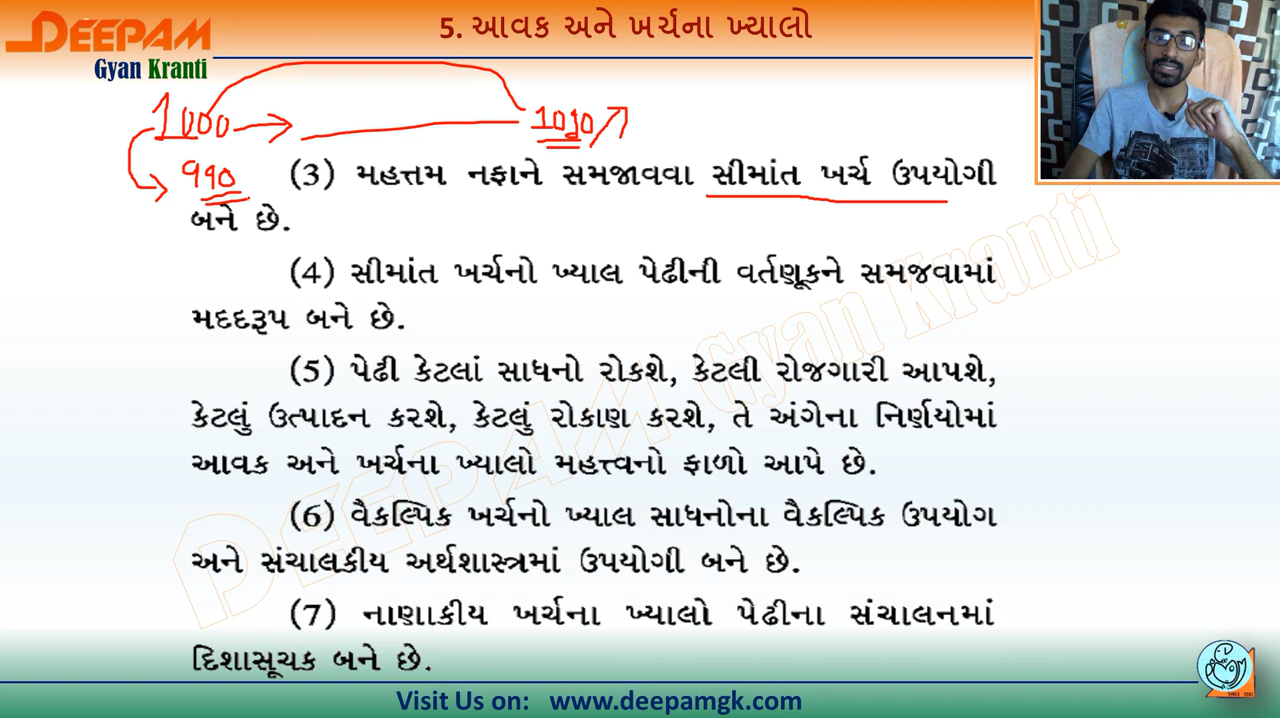 DEEPAM
Gyan Kranti
5. આવક અને ખર્ચના ખ્યાલો
1000
1010
990
(3) મહત્તમ નફાને સમજાવવા સીમાંત ખર્ચ ઉપયોગી
બને છે.
(4) સીમાંત ખર્ચનો ખ્યાલ પેઢીની વર્તણૂકને સમજવામાં
મદદરૂપ બને છે.
(5) પેઢી કેટલાં સાધનો રોકશે, કેટલી રોજગારી આપશે,
કેટલું ઉત્પાદન કરશે, કેટલું રોકાણ કરશે, તે અંગેના નિર્ણયોમાં
આવક અને ખર્ચના ખ્યાલો મહત્ત્વનો ફાળો આપે છે.
(6) વૈકલ્પિક ખર્ચનો ખ્યાલ સાધનોના વૈકલ્પિક ઉપયોગ
અને સંચાલકીય અર્થશાસ્ત્રમાં ઉપયોગી બને છે.
(7) નાણાકીય ખર્ચના ખ્યાલો પેઢીના સંચાલનમાં
દિશાસૂચક બને છે.
DEEPAM Gyan Kranti
Visit Us on: www.deepamgk.com